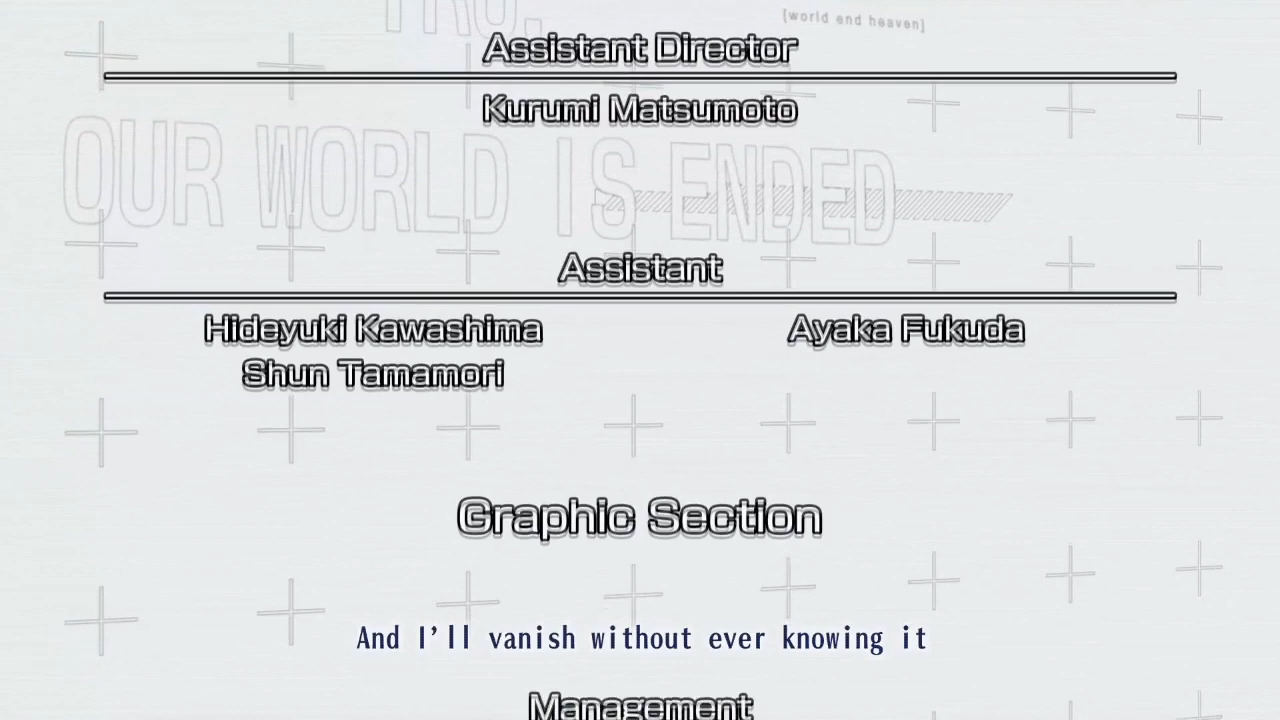 [world end heaven]
Assistant Director
Kurumi Matsumoto
OUR WORLD IS ENDED
Assistant
Hideyuki Kawashima Ayaka Fukuda
Shun Tamamori
Graphic Section
And I'll vanish without ever knowing it
Management